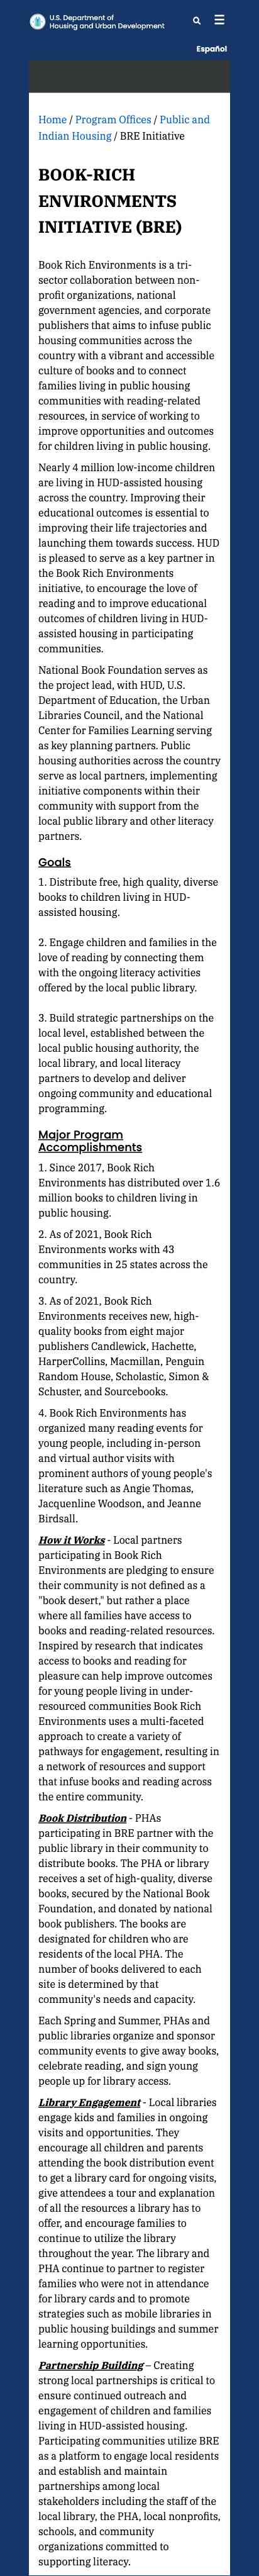 U.S. Department of
Housing and Urban Development
Español
Home / Program Offices / Public and
Indian Housing / BRE Initiative
BOOK-RICH
ENVIRONMENTS
INITIATIVE (BRE)
Book Rich Environments is a tri-
sector collaboration between non-
profit organizations, national
government agencies, and corporate
publishers that aims to infuse public
housing communities across the
country with a vibrant and accessible
culture of books and to connect
families living in public housing
communities with reading-related
resources, in service of working to
improve opportunities and outcomes
for children living in public housing.
Nearly 4 million low-income children
are living in HUD-assisted housing
across the country. Improving their
educational outcomes is essential to
improving their life trajectories and
launching them towards success. HUD
is pleased to serve as a key partner in
the Book Rich Environments
initiative, to encourage the love of
reading and to improve educational
outcomes of children living in HUD-
assisted housing in participating
communities.
National Book Foundation serves as
the project lead, with HUD, U.S.
Department of Education, the Urban
Libraries Council, and the National
Center for Families Learning serving
as key planning partners. Public
housing authorities across the country
serve as local partners, implementing
initiative components within their
community with support from the
local public library and other literacy
partners.
Goals
1. Distribute free, high quality, diverse
books to children living in HUD-
assisted housing.
2. Engage children and families in the
love of reading by connecting them
with the ongoing literacy activities
offered by the local public library.
3. Build strategic partnerships on the
local level, established between the
local public housing authority, the
local library, and local literacy
partners to develop and deliver
ongoing community and educational
programming.
Major Program
Accomplishments
1. Since 2017, Book Rich
Environments has distributed over 1.6
million books to children living in
public housing.
2. As of 2021, Book Rich
Environments works with 43
communities in 25 states across the
country.
3. As of 2021, Book Rich
Environments receives new, high-
quality books from eight major
publishers Candlewick, Hachette,
HarperCollins, Macmillan, Penguin
Random House, Scholastic, Simon &
Schuster, and Sourcebooks.
4. Book Rich Environments has
organized many reading events for
young people, including in-person
and virtual author visits with
prominent authors of young people's
literature such as Angie Thomas,
Jacquenline Woodson, and Jeanne
Birdsall.
How it Works - Local partners
participating in Book Rich
Environments are pledging to ensure
their community is not defined as a
"book desert," but rather a place
where all families have access to
books and reading-related resources.
Inspired by research that indicates
access to books and reading for
pleasure can help improve outcomes
for young people living in under-
resourced communities Book Rich
Environments uses a multi-faceted
approach to create a variety of
pathways for engagement, resulting in
a network of resources and support
that infuse books and reading across
the entire community.
Book Distribution - PHAs
participating in BRE partner with the
public library in their community to
distribute books. The PHA or library
receives a set of high-quality, diverse
books, secured by the National Book
Foundation, and donated by national
book publishers. The books are
designated for children who are
residents of the local PHA. The
number of books delivered to each
site is determined by that
community's needs and capacity.
Each Spring and Summer, PHAs and
public libraries organize and sponsor
community events to give away books,
celebrate reading, and sign young
people up for library access.
Library Engagement - Local libraries
engage kids and families in ongoing
visits and opportunities. They
encourage all children and parents
attending the book distribution event
to get a library card for ongoing visits,
give attendees a tour and explanation
of all the resources a library has to
offer, and encourage families to
continue to utilize the library
throughout the year. The library and
PHA continue to partner to register
families who were not in attendance
for library cards and to promote
strategies such as mobile libraries in
public housing buildings and summer
learning opportunities.
Partnership Building – Creating
strong local partnerships is critical to
ensure continued outreach and
engagement of children and families
living in HUD-assisted housing.
Participating communities utilize BRE
as a platform to engage local residents
and establish and maintain
partnerships among local
stakeholders including the staff of the
local library, the PHA, local nonprofits,
schools, and community
organizations committed to
supporting literacy.